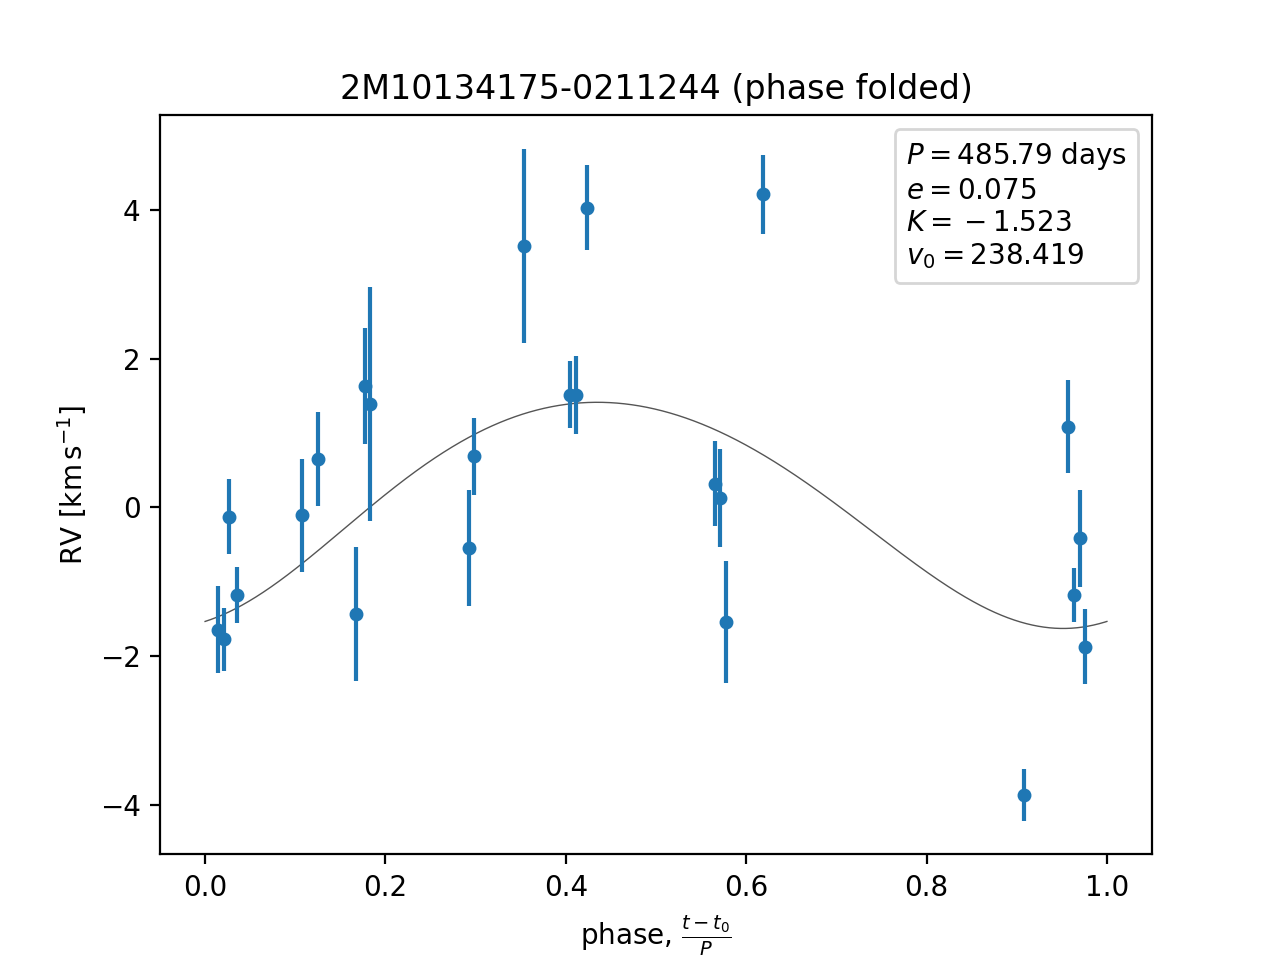 2M10134175-0211244 (phase folded)
P = 485.79 days
e = 0.075
K = −1.523
v₀ = 238.419
4
2
0
−2
−4
RV [km s⁻¹]
0.0 0.2 0.4 0.6 0.8 1.0
phase, (t − t₀)/P